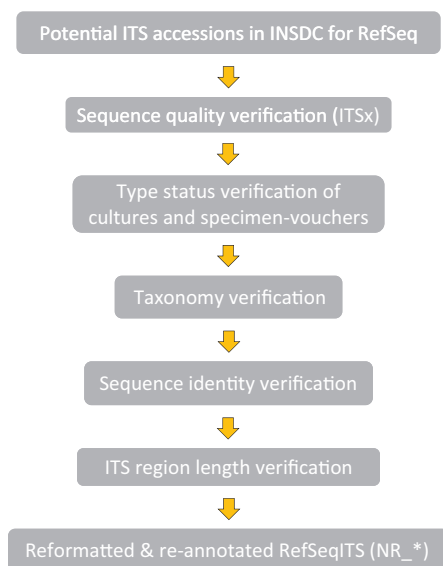 Potential ITS accessions in INSDC for RefSeq
Sequence quality verification (ITSx)
Type status verification of
cultures and specimen-vouchers
Taxonomy verification
Sequence identity verification
ITS region length verification
Reformatted & re-annotated RefSeqITS (NR_*)